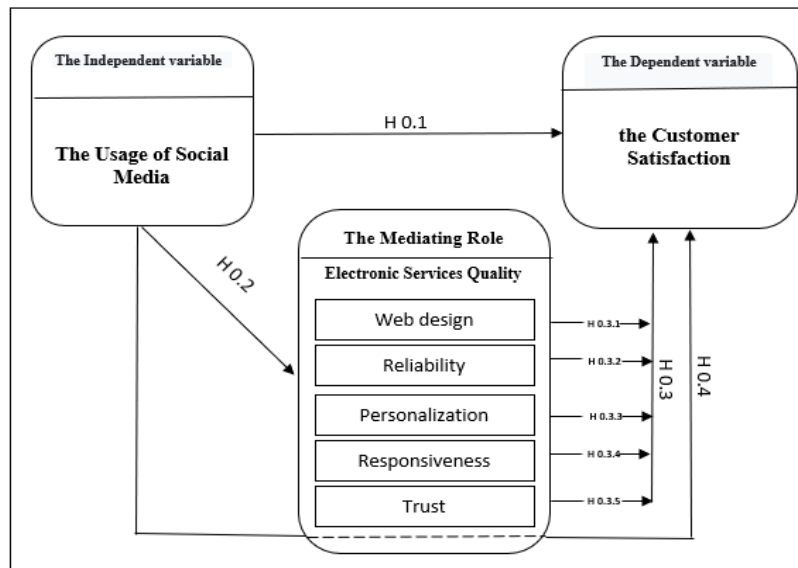 The Independent variable
The Usage of Social
Media
H 0.1
The Dependent variable
the Customer
Satisfaction
H 0.2
The Mediating Role
Electronic Services Quality
Web design
Reliability
Personalization
Responsiveness
Trust
H 0.3.1
H 0.3.2
H 0.3.3
H 0.3.4
H 0.3.5
H 0.3
H 0.4